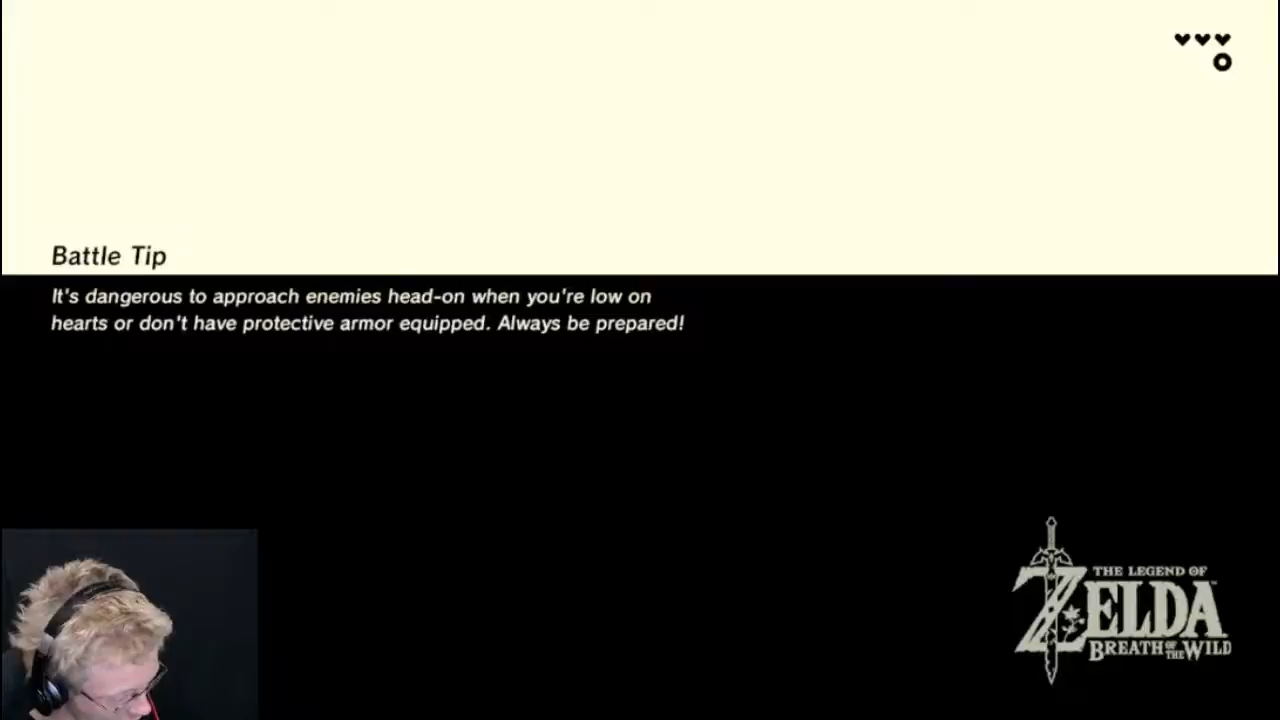 Battle Tip
It's dangerous to approach enemies head-on when you're low on
hearts or don't have protective armor equipped. Always be prepared!
THE LEGEND OF
ZELDA
BREATH OF THE WILD